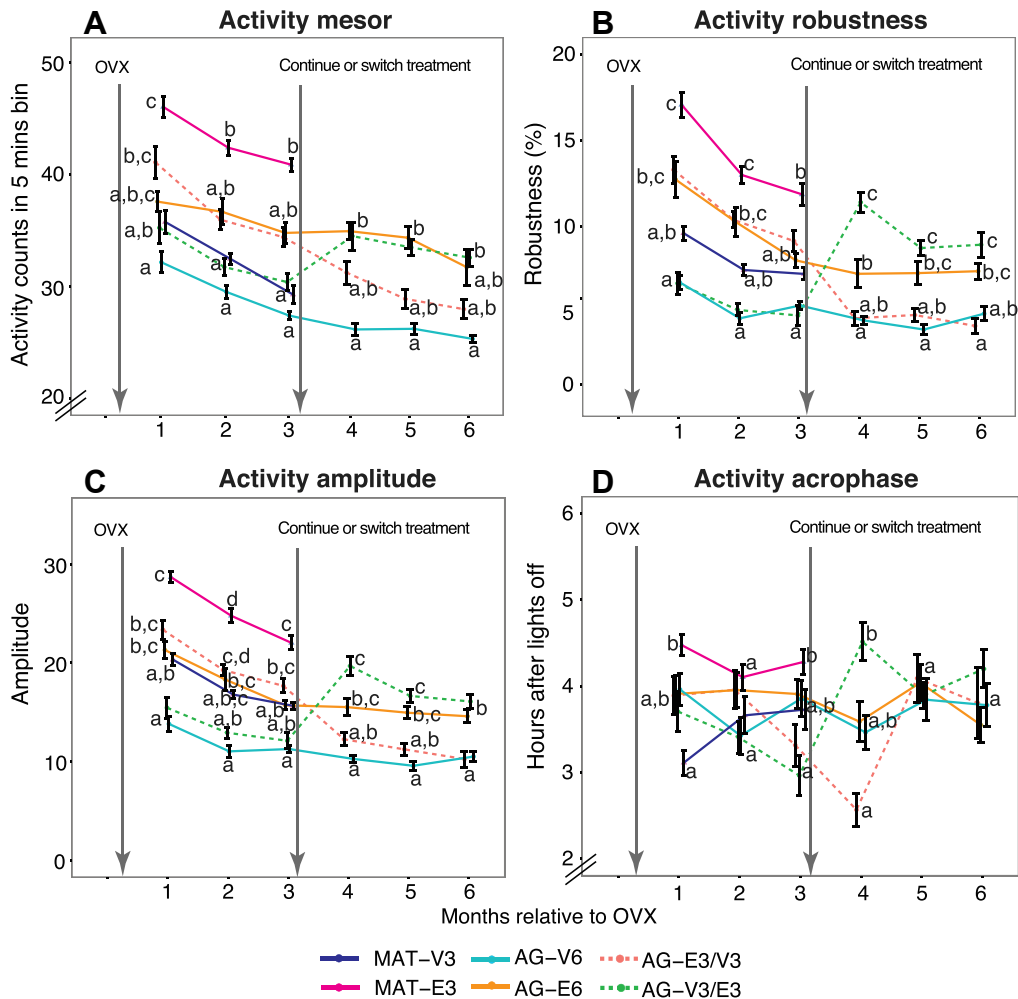 A Activity mesor
Activity counts in 5 mins bin
50
40
30
20
OVX
Continue or switch treatment
c
b
b
b,c
a,b
a,b,c
a,b
b
b
b
a,b
a,b
a,b
a,b
a
a
a
a
a
a
a
a
1 2 3 4 5 6
B Activity robustness
Robustness (%)
20
15
10
5
0
OVX
Continue or switch treatment
c
c
b
b,c
b,c
c
c
c
a,b
a,b
a,b
b
b,c
b,c
a
a,b
a,b
a,b
a
a
a
a
a
1 2 3 4 5 6
C Activity amplitude
Amplitude
30
20
10
0
OVX
Continue or switch treatment
c
d
c
b,c
b,c
a,b
c,d
b,c
b,c
a,b,c
a,b
a,b
c
c
b,c
b,c
b
a
a,b
a,b
a,b
a
a
a
a
a
1 2 3 4 5 6
D Activity acrophase
Hours after lights off
6
5
4
3
2
OVX
Continue or switch treatment
b
a
b
b
a,b
a,b
a,b
a
a
a
a
a
a
a
1 2 3 4 5 6
Months relative to OVX
MAT–V3 AG–V6 AG–E3/V3
MAT–E3 AG–E6 AG–V3/E3